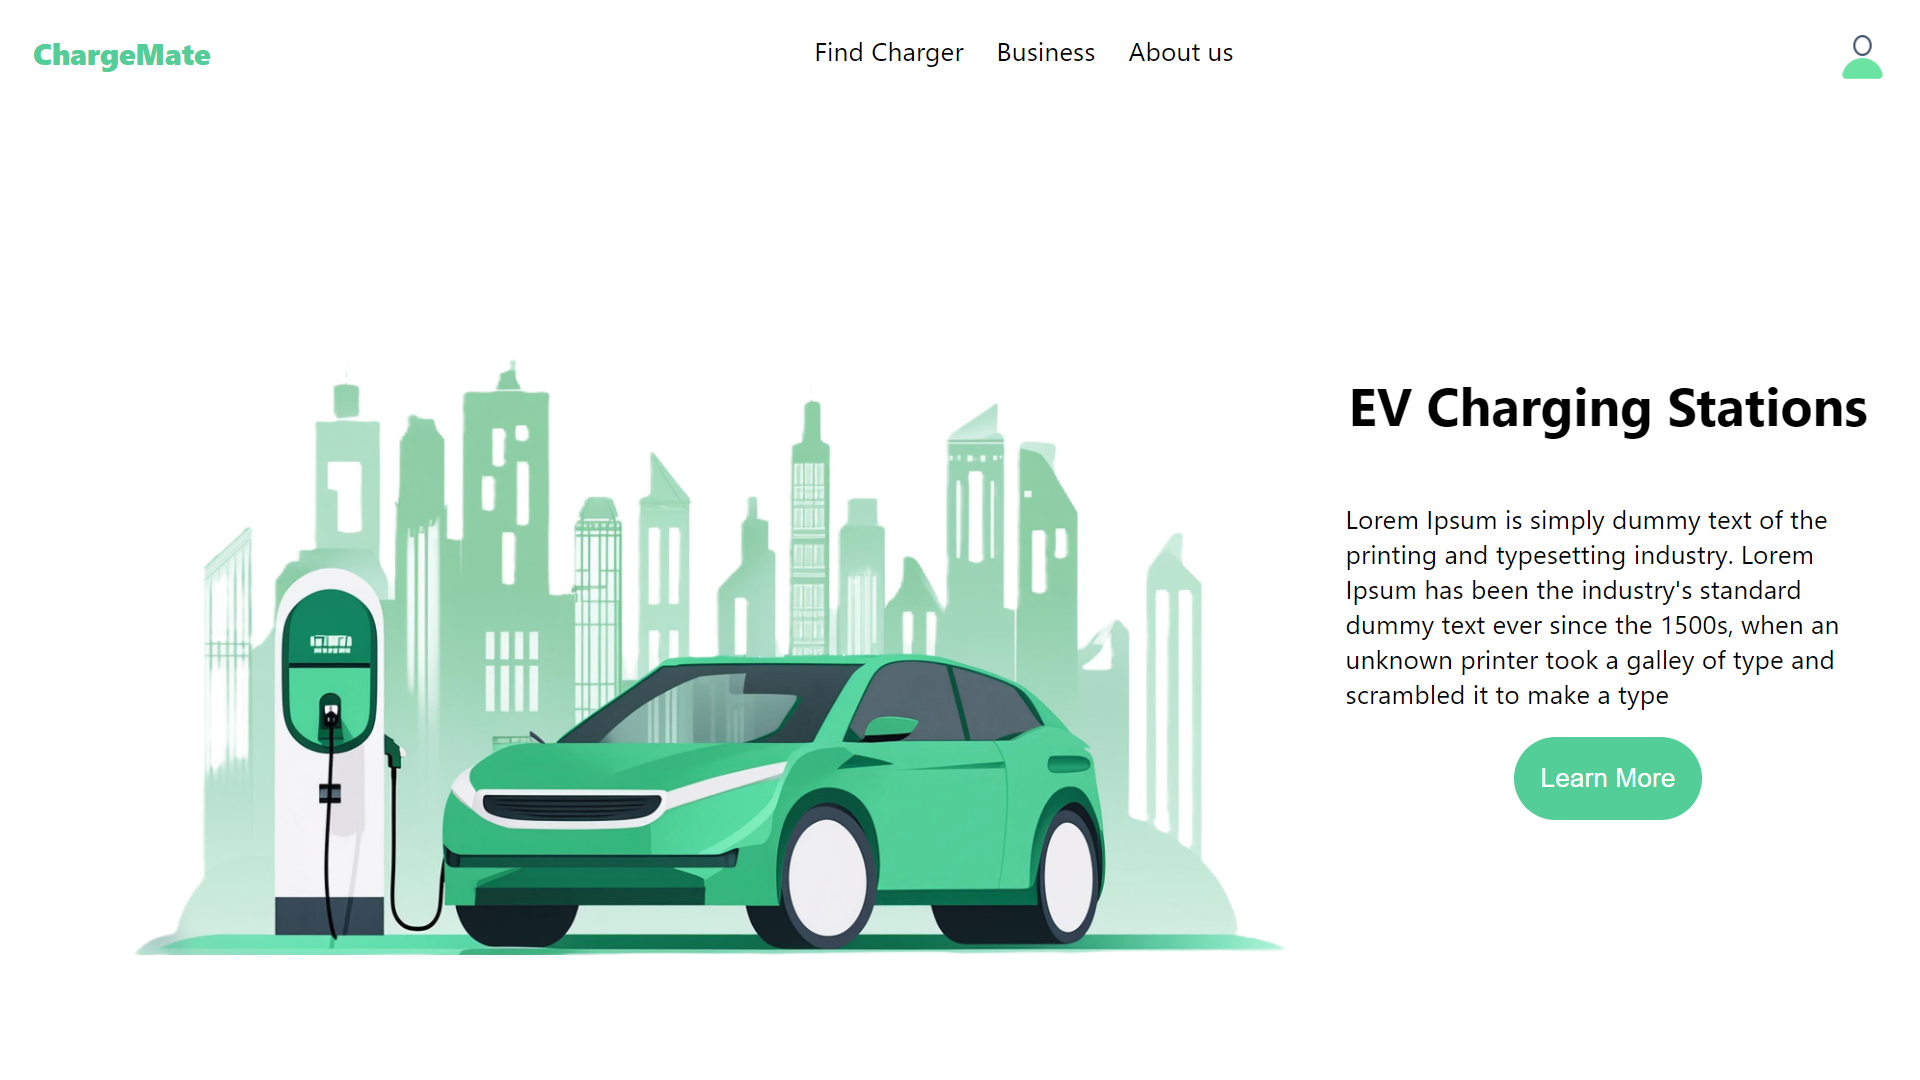 ChargeMate
Find Charger
Business
About us
EV Charging Stations
Lorem Ipsum is simply dummy text of the
printing and typesetting industry. Lorem
Ipsum has been the industry's standard
dummy text ever since the 1500s, when an
unknown printer took a galley of type and
scrambled it to make a type
Learn More